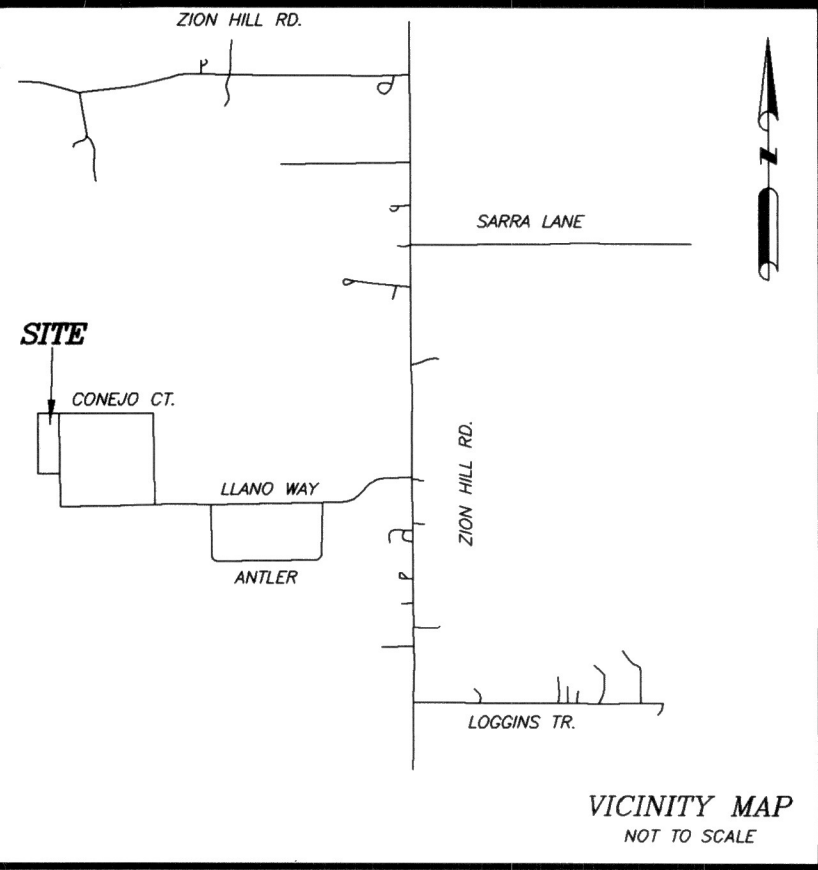 ZION HILL RD.
N
SARRA LANE
SITE
CONEJO CT.
ZION HILL RD.
LLANO WAY
ANTLER
LOGGINS TR.
VICINITY MAP
NOT TO SCALE